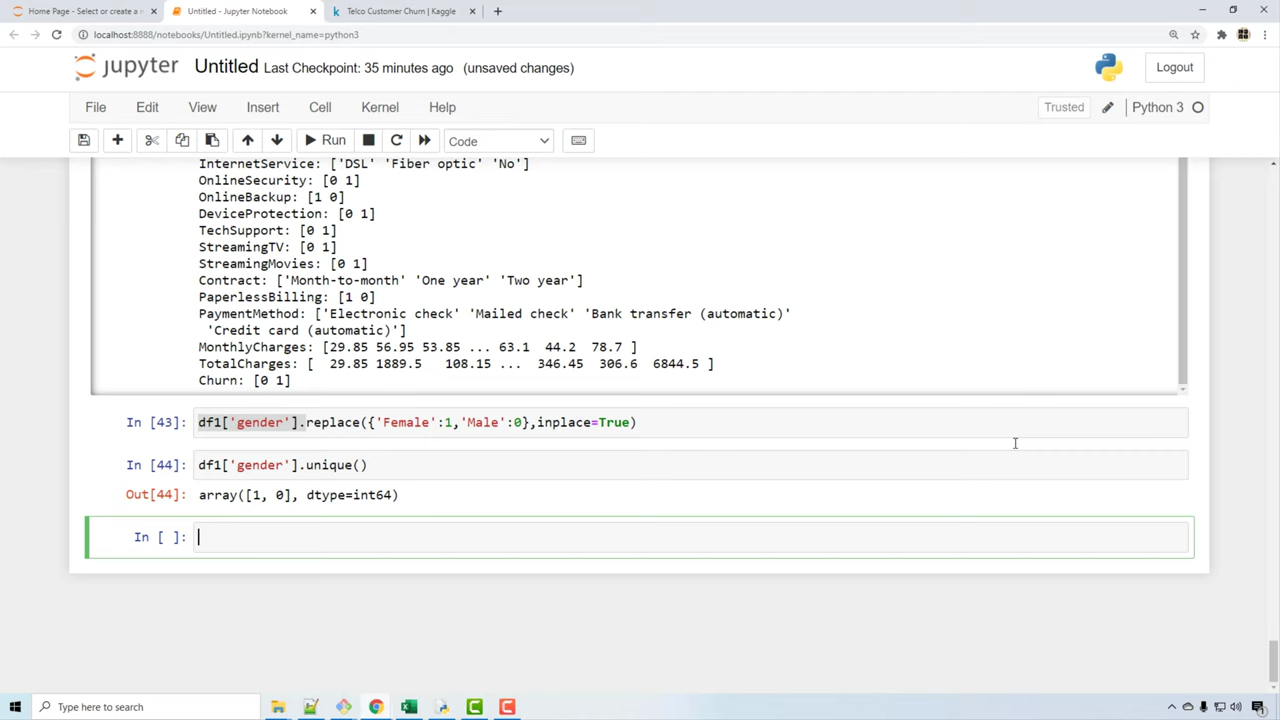 Home Page - Select or create a n
Untitled - Jupyter Notebook
Telco Customer Churn | Kaggle
localhost:8888/notebooks/Untitled.ipynb?kernel_name=python3
jupyter Untitled Last Checkpoint: 35 minutes ago (unsaved changes)
Logout
File Edit View Insert Cell Kernel Help
Trusted
Python 3
Run
Code
InternetService: ['DSL' 'Fiber optic' 'No']
OnlineSecurity: [0 1]
OnlineBackup: [1 0]
DeviceProtection: [0 1]
TechSupport: [0 1]
StreamingTV: [0 1]
StreamingMovies: [0 1]
Contract: ['Month-to-month' 'One year' 'Two year']
PaperlessBilling: [1 0]
PaymentMethod: ['Electronic check' 'Mailed check' 'Bank transfer (automatic)'
'Credit card (automatic)']
MonthlyCharges: [29.85 56.95 53.85 ... 63.1 44.2 78.7 ]
TotalCharges: [ 29.85 1889.5 108.15 ... 346.45 306.6 6844.5 ]
Churn: [0 1]
In [43]: df1['gender'].replace({'Female':1,'Male':0},inplace=True)
In [44]: df1['gender'].unique()
Out[44]: array([1, 0], dtype=int64)
In [ ]:
Type here to search